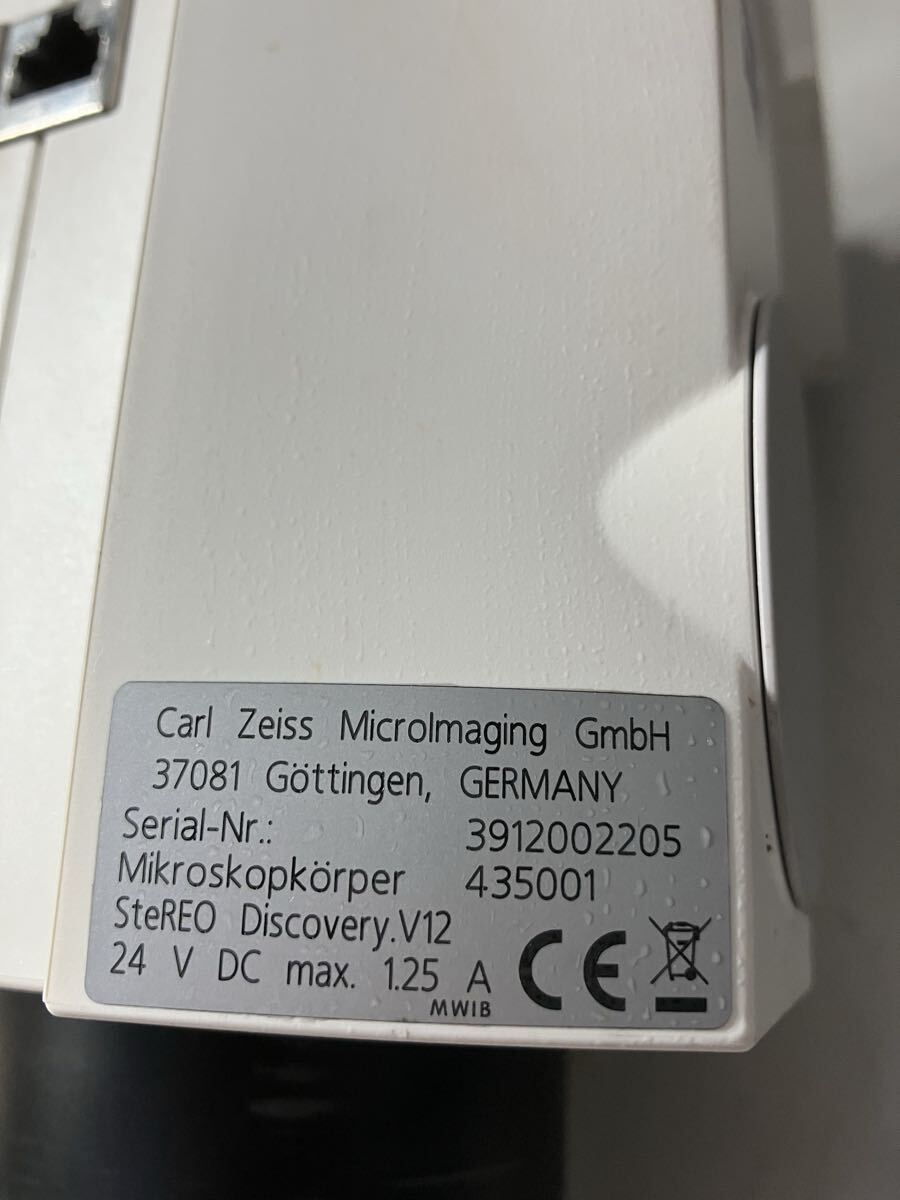 Carl Zeiss MicroImaging GmbH
37081 Göttingen, GERMANY
Serial-Nr.: 3912002205
Mikroskopkörper 435001
SteREO Discovery.V12
24 V DC max. 1.25 A
CE
MWIB